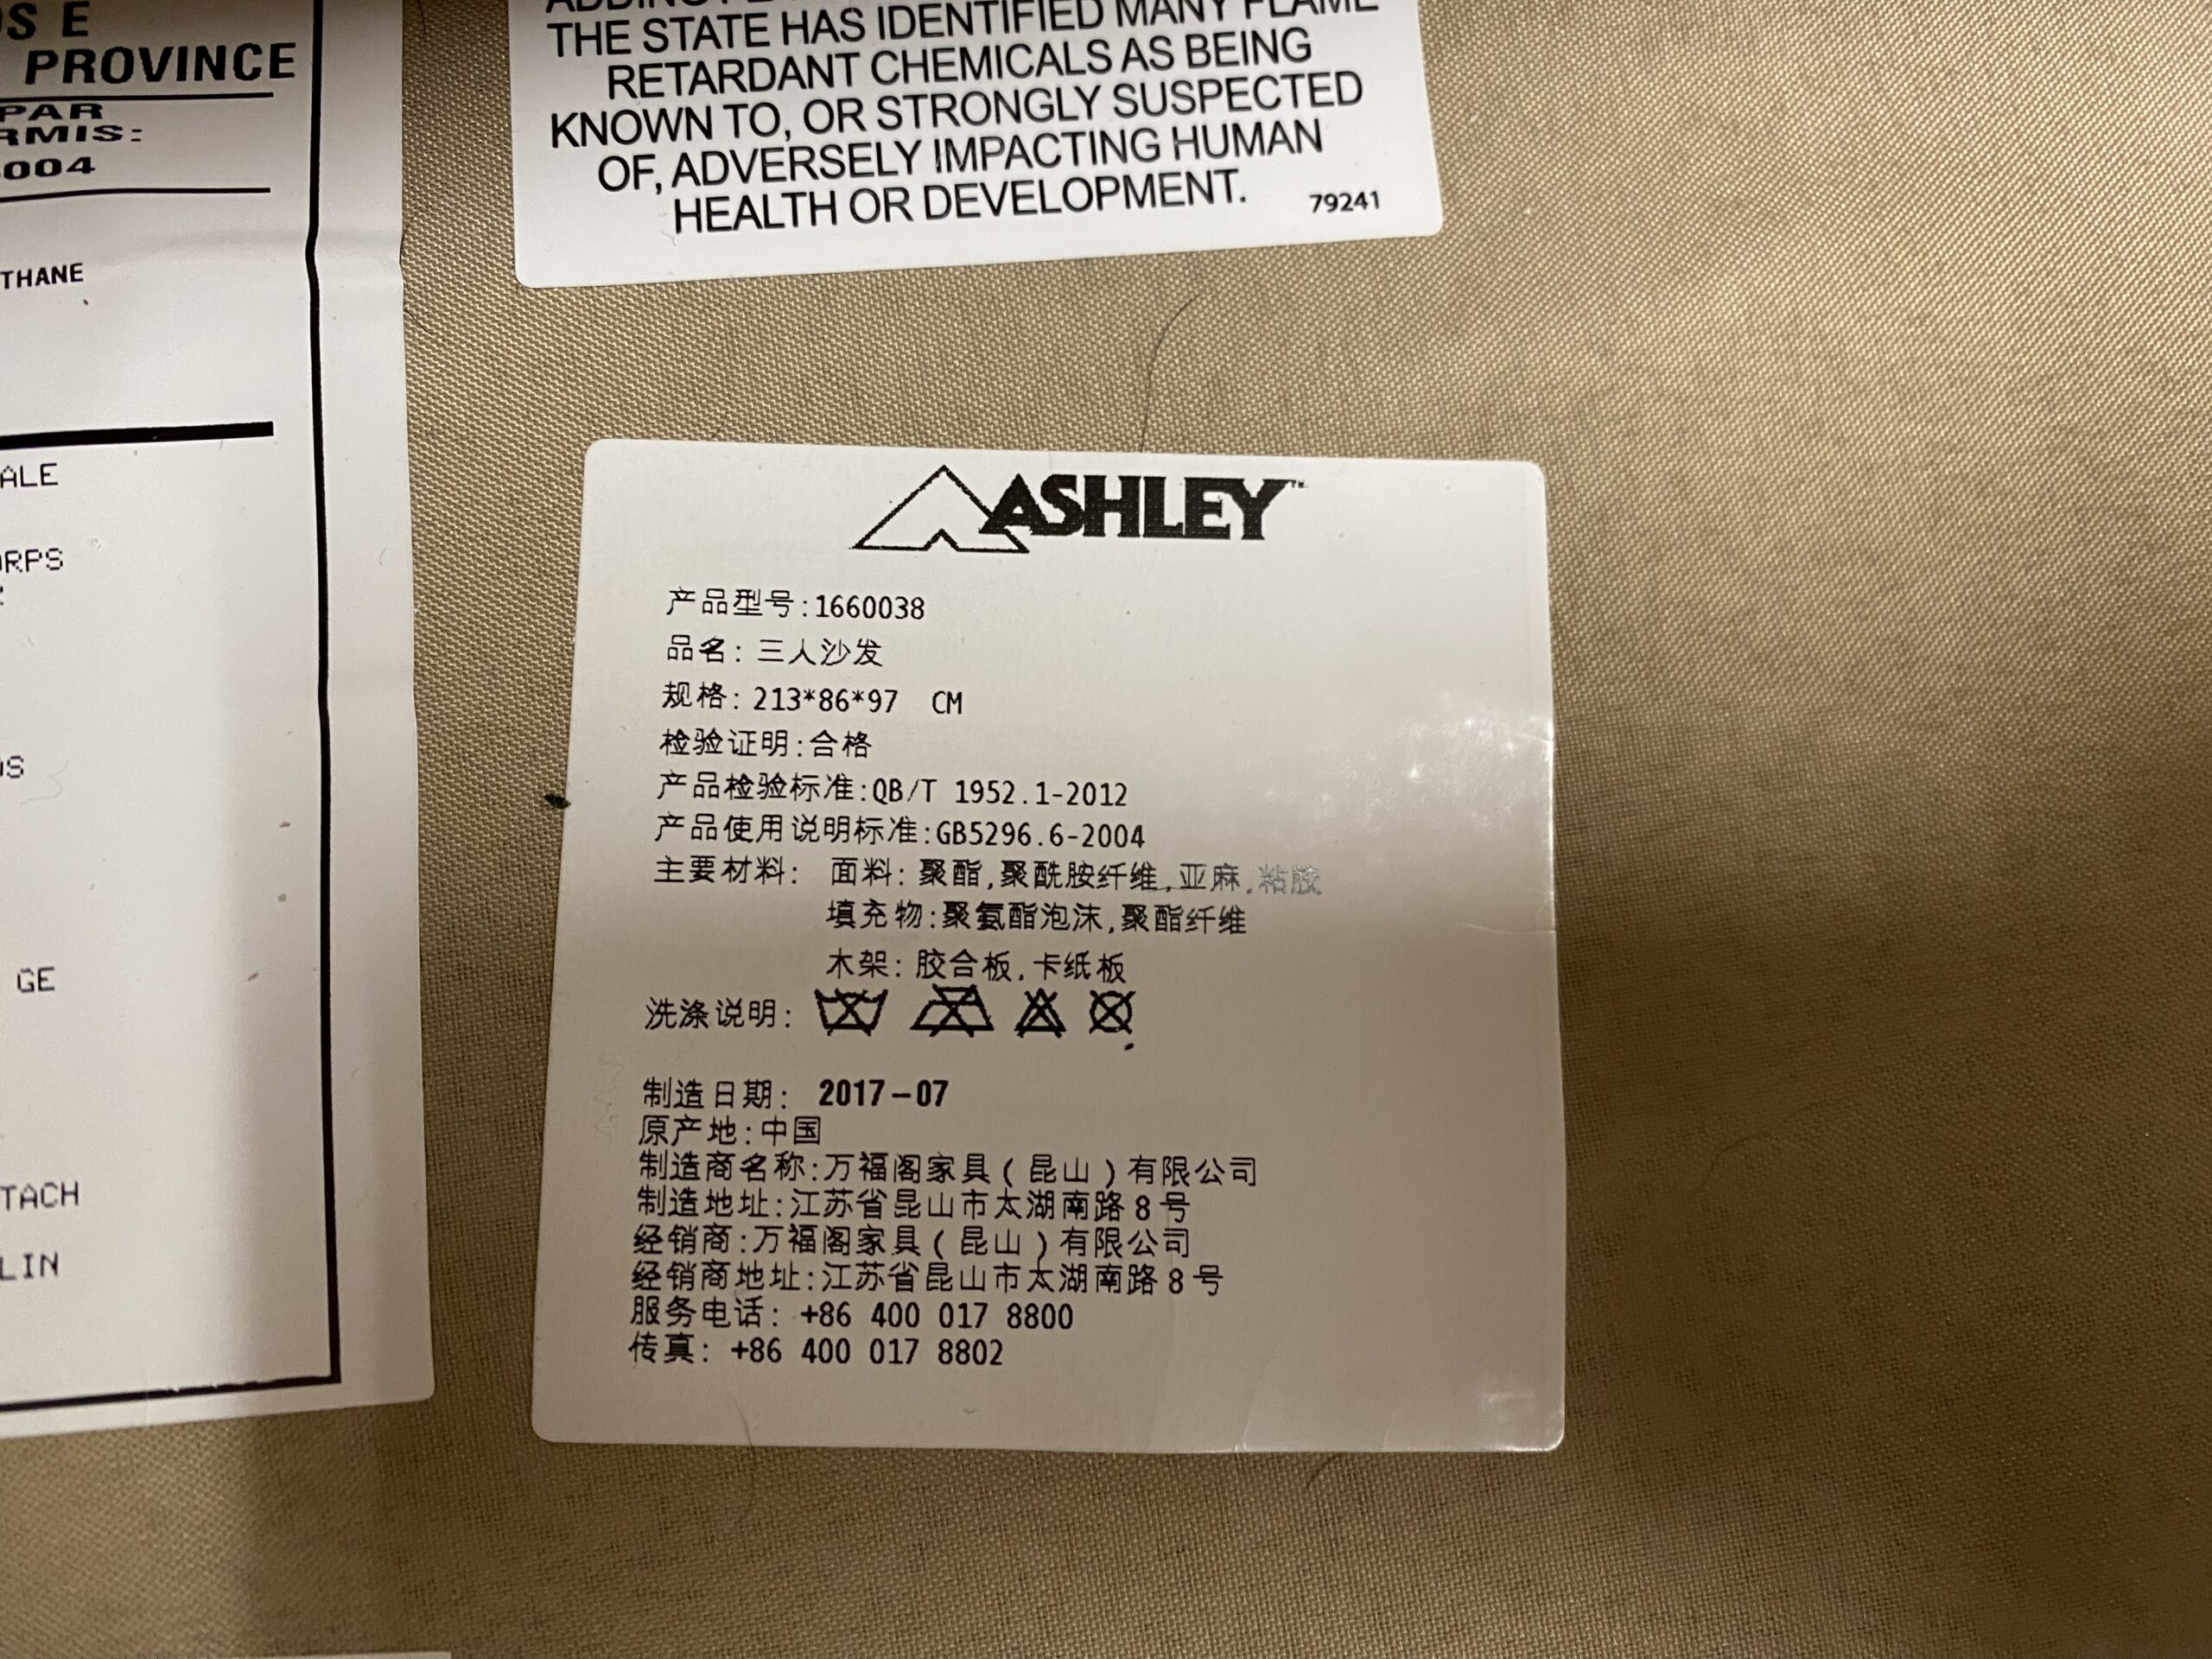 OS E
PROVINCE
PAR
RMIS:
004
THANE
ALE
ORPS
OS
GE
TACH
LIN
THE STATE HAS IDENTIFIED MANY FLAME
RETARDANT CHEMICALS AS BEING
KNOWN TO, OR STRONGLY SUSPECTED
OF, ADVERSELY IMPACTING HUMAN
HEALTH OR DEVELOPMENT.
79241
ASHLEY™
产品型号:1660038
品名: 三人沙发
规格: 213*86*97 CM
检验证明:合格
产品检验标准:QB/T 1952.1-2012
产品使用说明标准:GB5296.6-2004
主要材料: 面料: 聚酯,聚酰胺纤维,亚麻,粘胶
填充物:聚氨酯泡沫,聚酯纤维
木架: 胶合板,卡纸板
洗涤说明:
制造日期: 2017-07
原产地:中国
制造商名称:万福阁家具(昆山)有限公司
制造地址:江苏省昆山市太湖南路8号
经销商:万福阁家具(昆山)有限公司
经销商地址:江苏省昆山市太湖南路8号
服务电话: +86 400 017 8800
传真: +86 400 017 8802